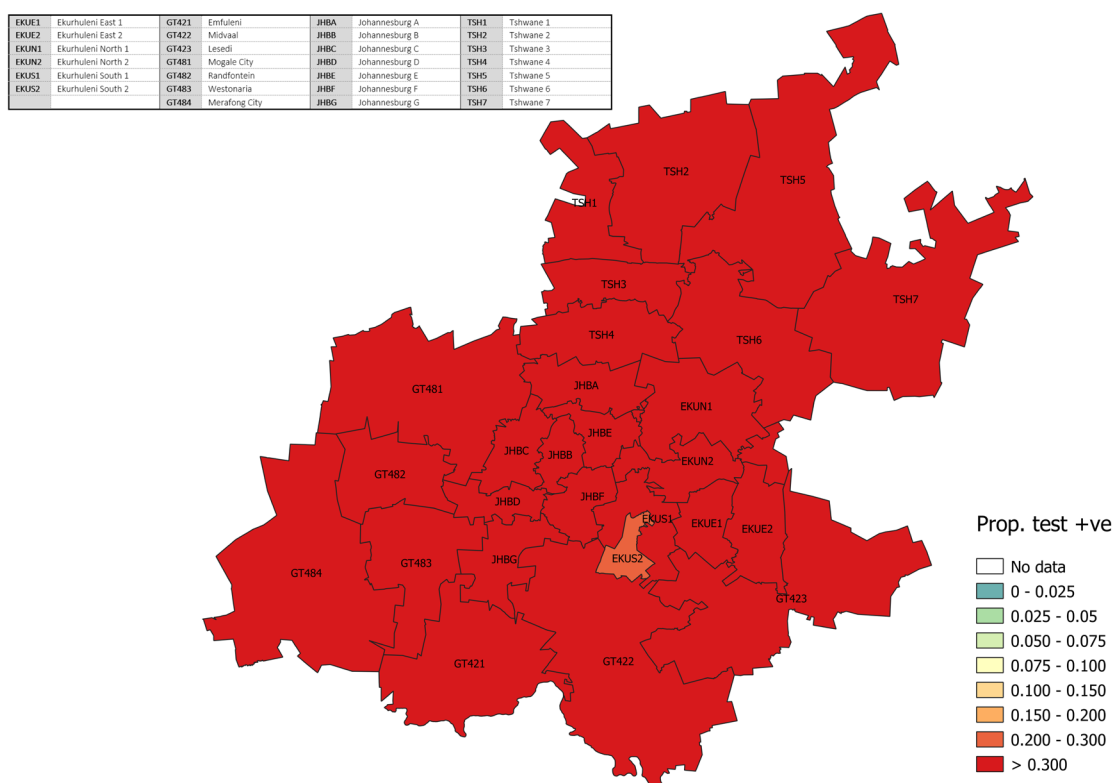 EKUE1 Ekurhuleni East 1 GT421 Emfuleni JHBA Johannesburg A TSH1 Tshwane 1
EKUE2 Ekurhuleni East 2 GT422 Midvaal JHBB Johannesburg B TSH2 Tshwane 2
EKUN1 Ekurhuleni North 1 GT423 Lesedi JHBC Johannesburg C TSH3 Tshwane 3
EKUN2 Ekurhuleni North 2 GT481 Mogale City JHBD Johannesburg D TSH4 Tshwane 4
EKUS1 Ekurhuleni South 1 GT482 Randfontein JHBE Johannesburg E TSH5 Tshwane 5
EKUS2 Ekurhuleni South 2 GT483 Westonaria JHBF Johannesburg F TSH6 Tshwane 6
GT484 Merafong City JHBG Johannesburg G TSH7 Tshwane 7
TSH2
TSH5
TSH1
TSH3
TSH7
TSH4
TSH6
GT481
JHBA
EKUN1
JHBE
JHBC
JHBB
EKUN2
GT482
JHBF
JHBD
EKUS1
EKUE1
EKUE2
EKUS2
JHBG
GT483
GT484
GT423
GT421
GT422
Prop. test +ve
No data
0 - 0.025
0.025 - 0.05
0.050 - 0.075
0.075 - 0.100
0.100 - 0.150
0.150 - 0.200
0.200 - 0.300
> 0.300